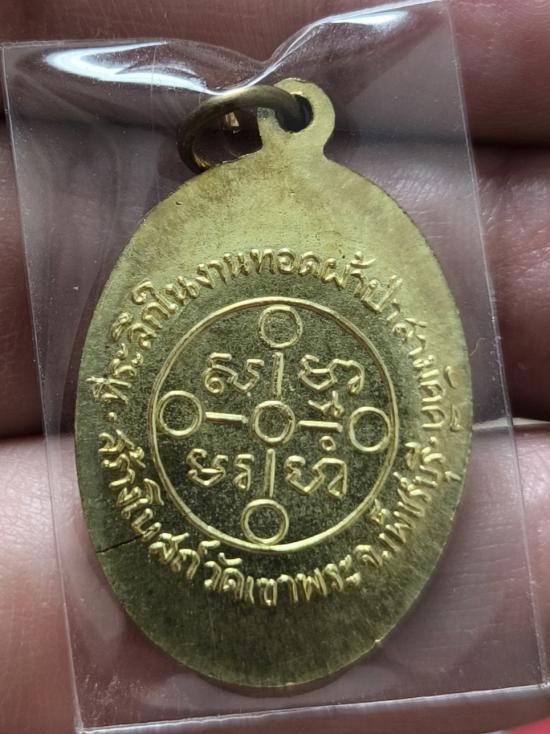 ที่ระลึกในงานทอดผ้าป่าสามัคคี
สร้างโบสถ์วัดเขาพระ จ.เพ็ชร์บุรี